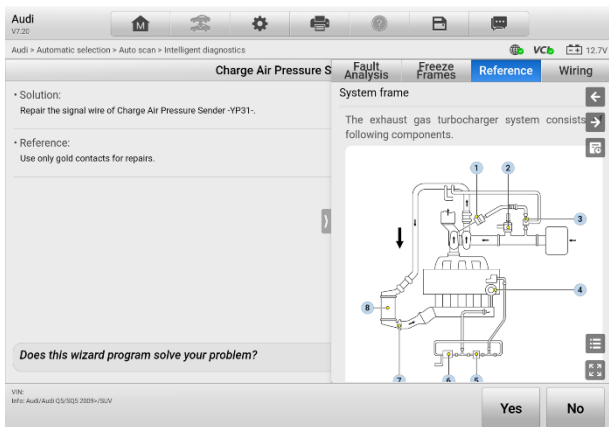 Audi
V7.20
M
?
Audi > Automatic selection > Auto scan > Intelligent diagnostics
VCI
12.7V
Charge Air Pressure S
Fault Analysis
Freeze Frames
Reference
Wiring
• Solution:
Repair the signal wire of Charge Air Pressure Sender -YP31-.
• Reference:
Use only gold contacts for repairs.
System frame
The exhaust gas turbocharger system consists
following components.
1
2
3
4
8
7
6
5
Does this wizard program solve your problem?
VIN:
Info: Audi/Audi Q5/SQ5 2009>/SUV
Yes
No